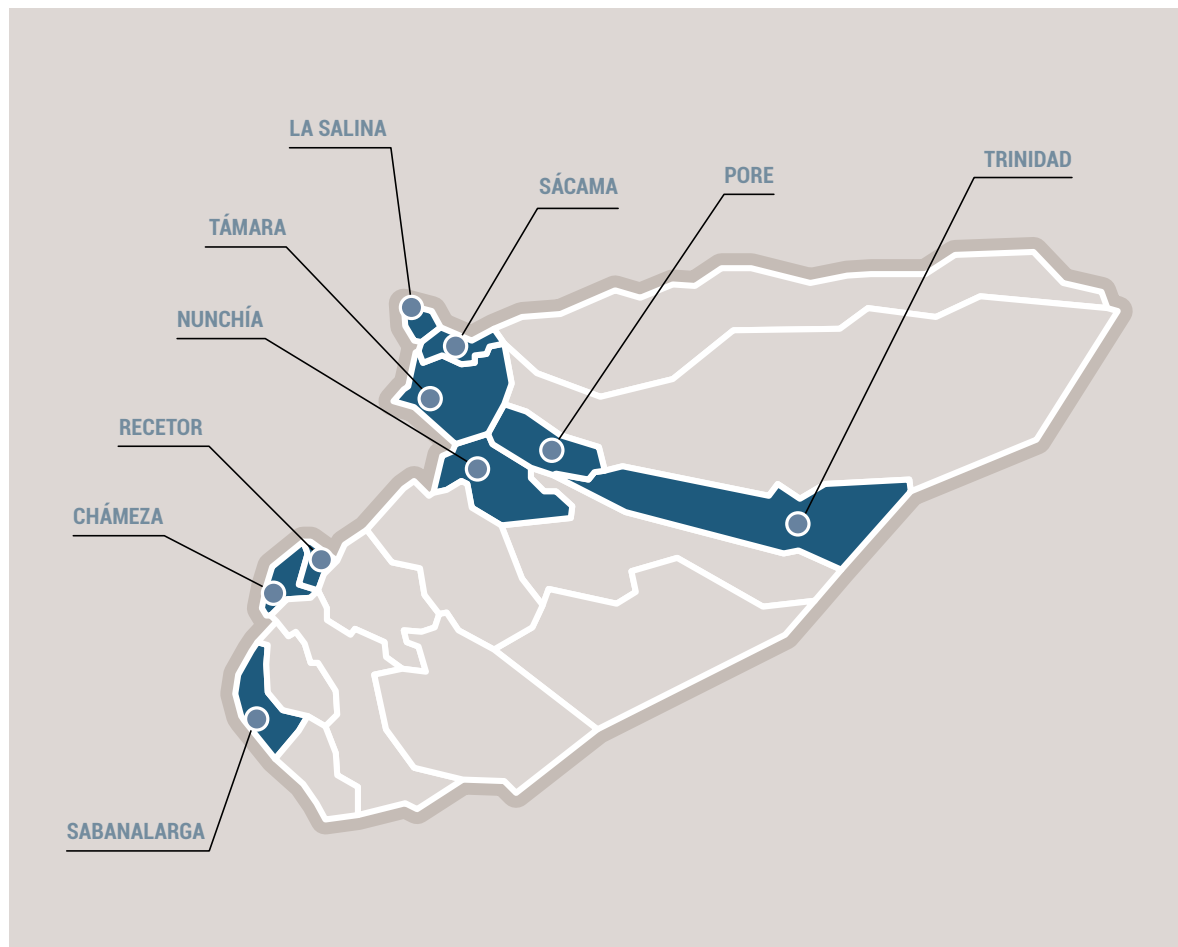 LA SALINA
TRINIDAD
PORE
SÁCAMA
TÁMARA
NUNCHÍA
RECETOR
CHÁMEZA
SABANALARGA